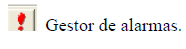 Gestor de alarmas.